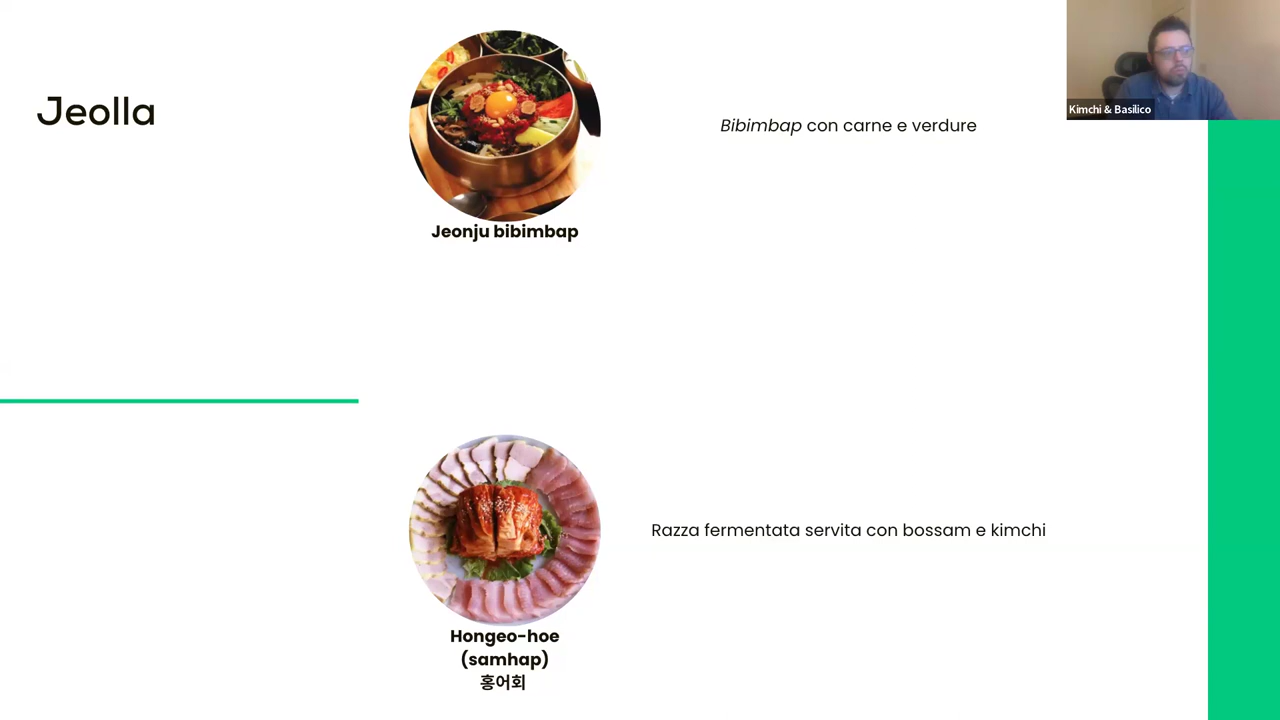 Jeolla
Bibimbap con carne e verdure
Kimchi & Basilico
Jeonju bibimbap
Razza fermentata servita con bossam e kimchi
Hongeo-hoe
(samhap)
홍어회